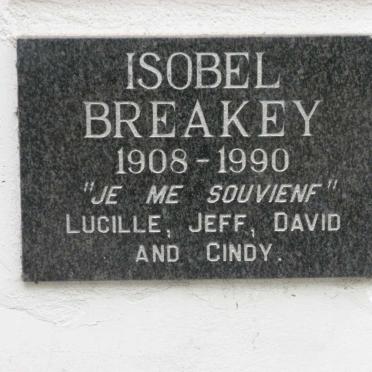 ISOBEL
BREAKEY
1908 - 1990
"JE ME SOUVIENF"
LUCILLE, JEFF, DAVID
AND CINDY.